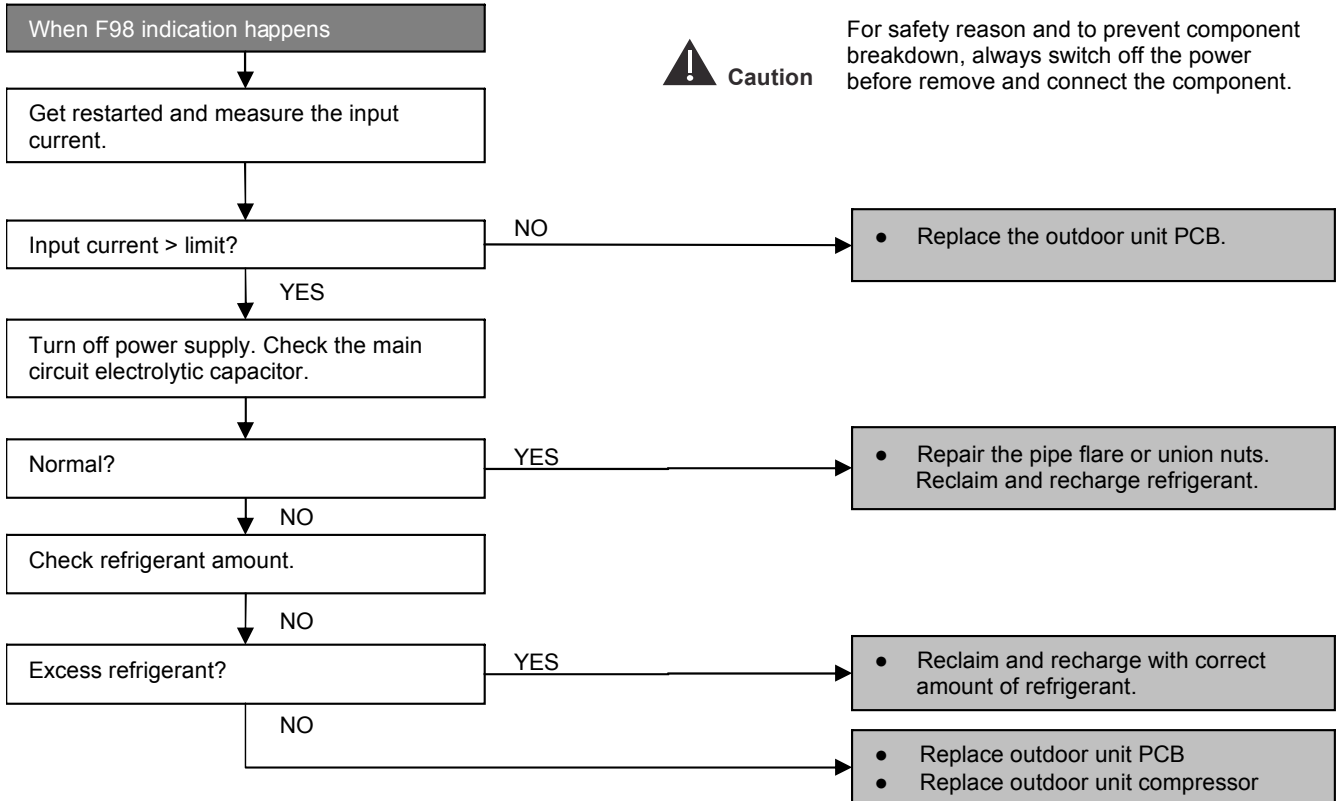 When F98 indication happens
Caution
For safety reason and to prevent component
breakdown, always switch off the power
before remove and connect the component.
Get restarted and measure the input
current.
Input current > limit?
NO
● Replace the outdoor unit PCB.
YES
Turn off power supply. Check the main
circuit electrolytic capacitor.
Normal?
YES
● Repair the pipe flare or union nuts.
Reclaim and recharge refrigerant.
NO
Check refrigerant amount.
NO
Excess refrigerant?
YES
● Reclaim and recharge with correct
amount of refrigerant.
NO
● Replace outdoor unit PCB
● Replace outdoor unit compressor